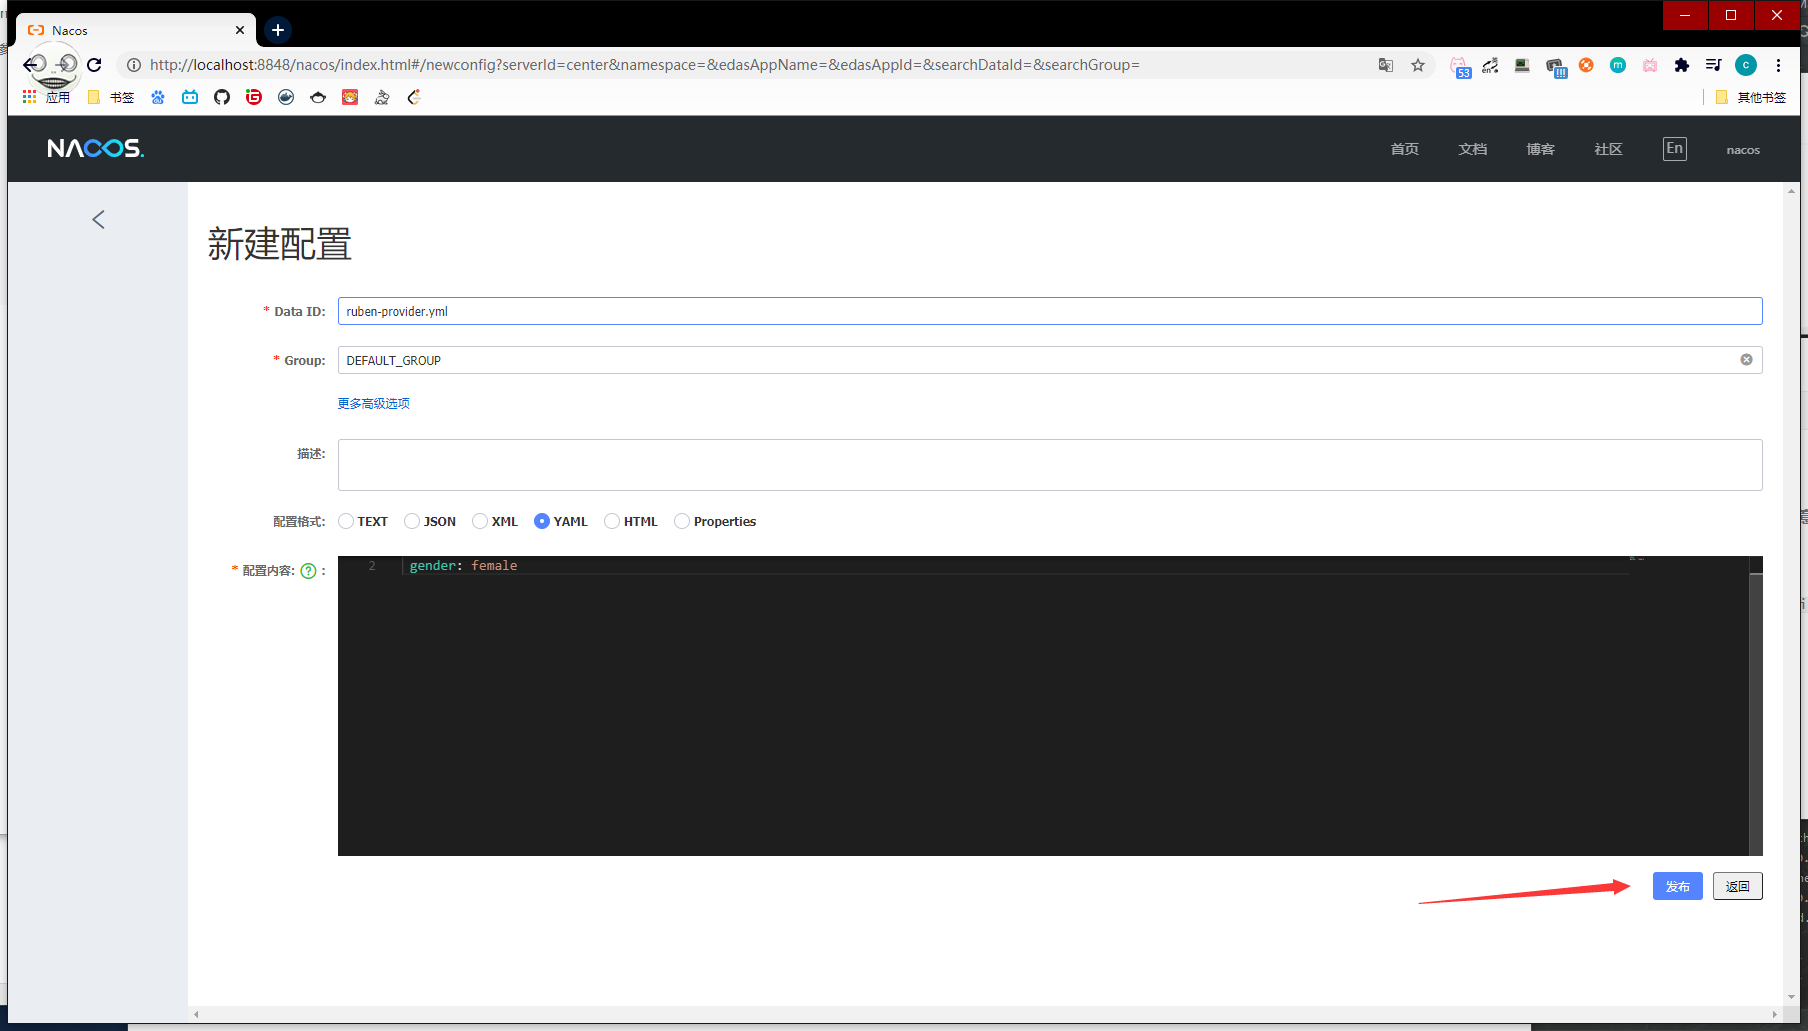 Nacos
http://localhost:8848/nacos/index.html#/newconfig?serverId=center&namespace=&edasAppName=&edasAppId=&searchDataId=&searchGroup=
en
53
!!!
m
c
应用
书签
其他书签
NACOS.
首页
文档
博客
社区
En
nacos
新建配置
* Data ID:
ruben-provider.yml
* Group:
DEFAULT_GROUP
更多高级选项
描述:
配置格式:
TEXT
JSON
XML
YAML
HTML
Properties
* 配置内容: ? :
2
gender: female
发布
返回